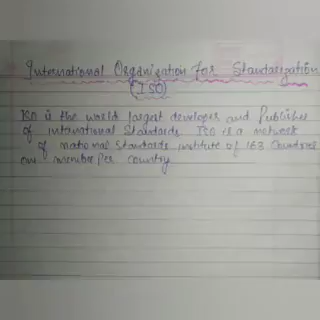 International Organization For Standarization
(ISO)
ISO is the world largest developer and Publisher
of international Standards. ISO is a network
of national Standards institute of 163 Countries
one member Per country